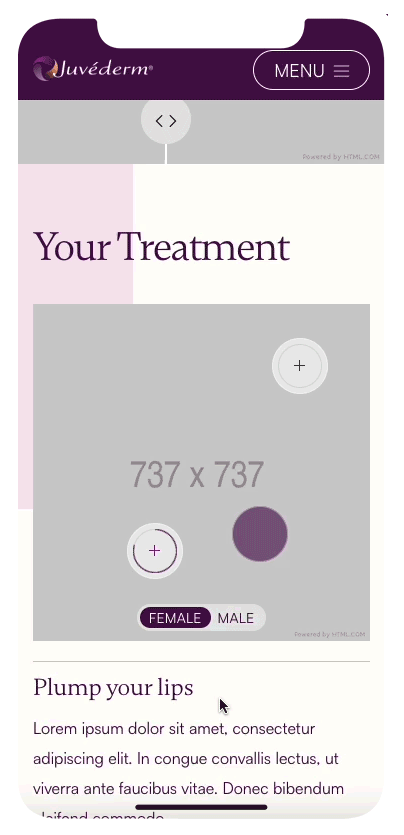 Juvéderm®
MENU
Powered by HTML.COM
Your Treatment
737 x 737
FEMALE MALE
Powered by HTML.COM
Plump your lips
Lorem ipsum dolor sit amet, consectetur
adipiscing elit. In congue convallis lectus, ut
viverra ante faucibus vitae. Donec bibendum
eleifend commodo